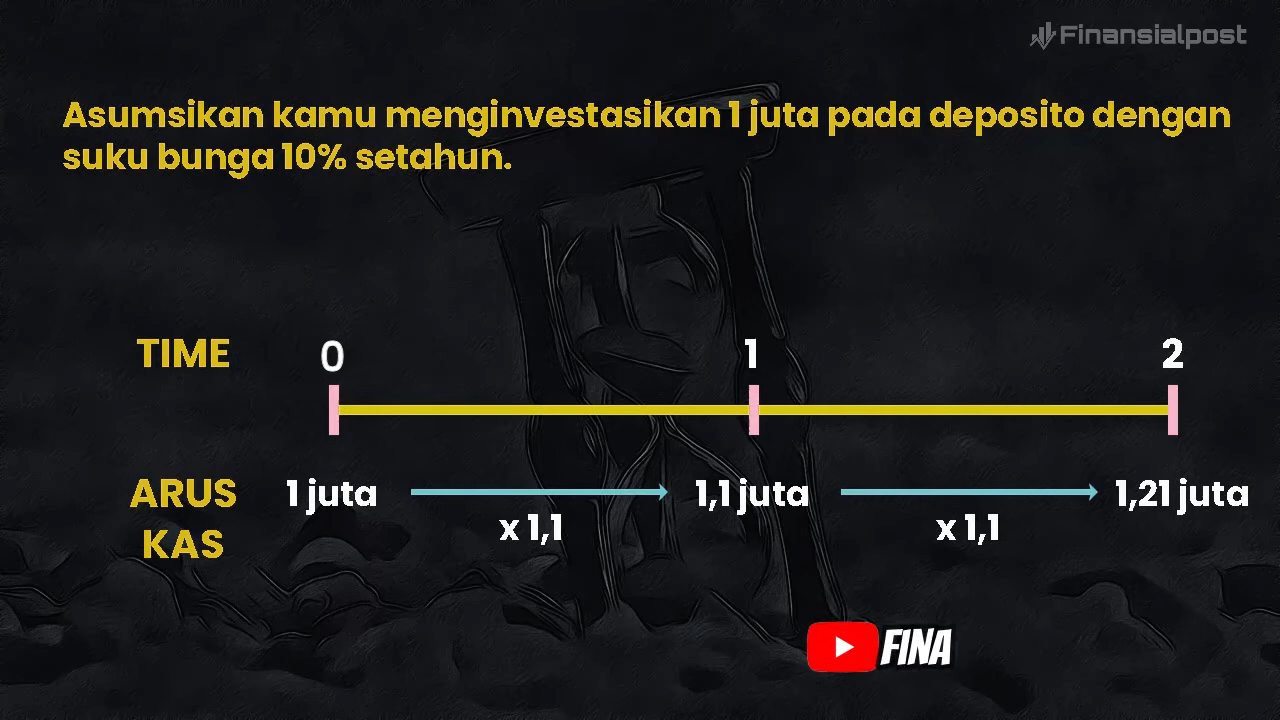 Finansialpost
Asumsikan kamu menginvestasikan 1 juta pada deposito dengan
suku bunga 10% setahun.
TIME 0 1 2
ARUS KAS 1 juta 1,1 juta 1,21 juta
x 1,1 x 1,1
FINA